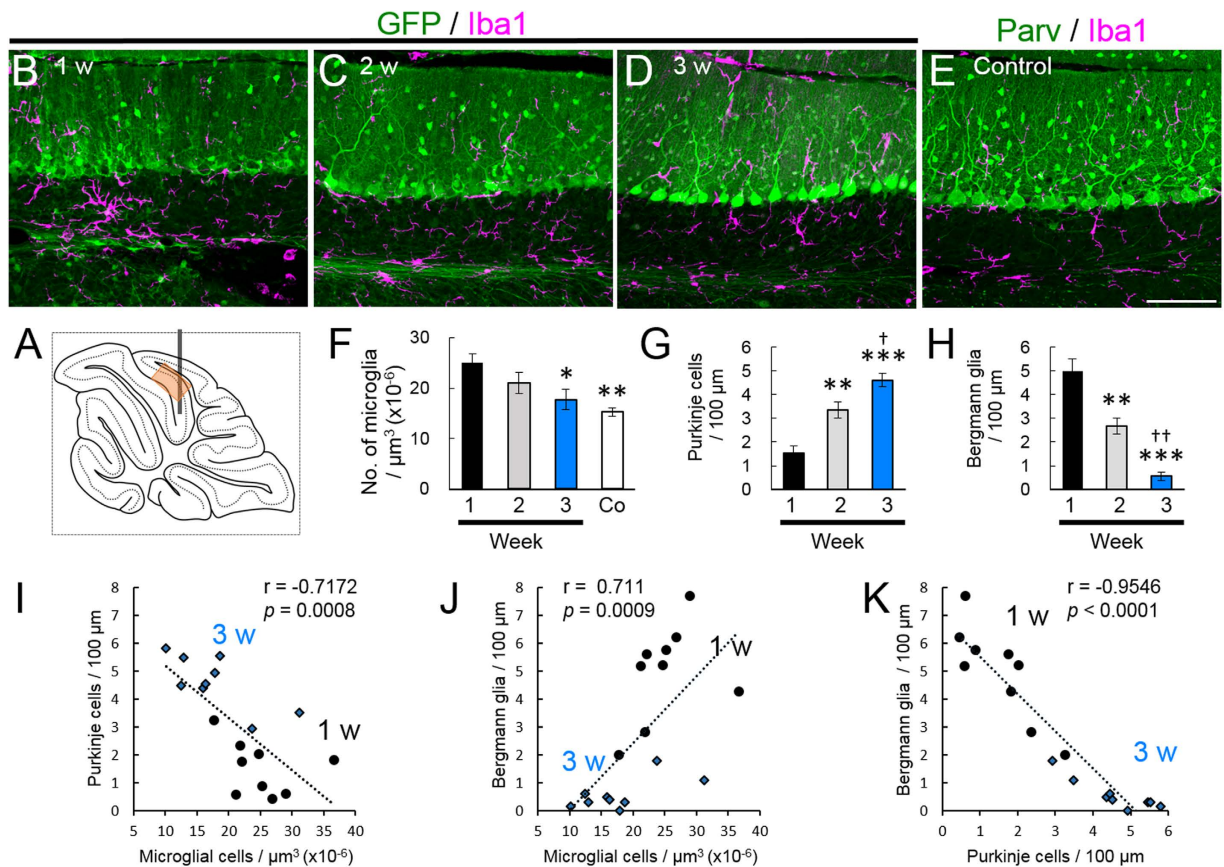 GFP / Iba1
Parv / Iba1
B 1 w
C 2 w
D 3 w
E Control
A
F
No. of microglia
/ µm³ (x10⁻⁶)
30
20
10
0
*
**
1 2 3 Co
Week
G
Purkinje cells
/ 100 µm
6
5
4
3
2
1
0
**
†
***
1 2 3
Week
H
Bergmann glia
/ 100 µm
6
5
4
3
2
1
0
**
††
***
1 2 3
Week
I
r = -0.7172
p = 0.0008
Purkinje cells / 100 µm
8
7
6
5
4
3
2
1
0
3 w
1 w
5 10 15 20 25 30 35 40
Microglial cells / µm³ (x10⁻⁶)
J
r = 0.711
p = 0.0009
Bergmann glia / 100 µm
8
7
6
5
4
3
2
1
0
1 w
3 w
5 10 15 20 25 30 35 40
Microglial cells / µm³ (x10⁻⁶)
K
r = -0.9546
p < 0.0001
Bergmann glia / 100 µm
8
7
6
5
4
3
2
1
0
1 w
3 w
0 1 2 3 4 5 6
Purkinje cells / 100 µm